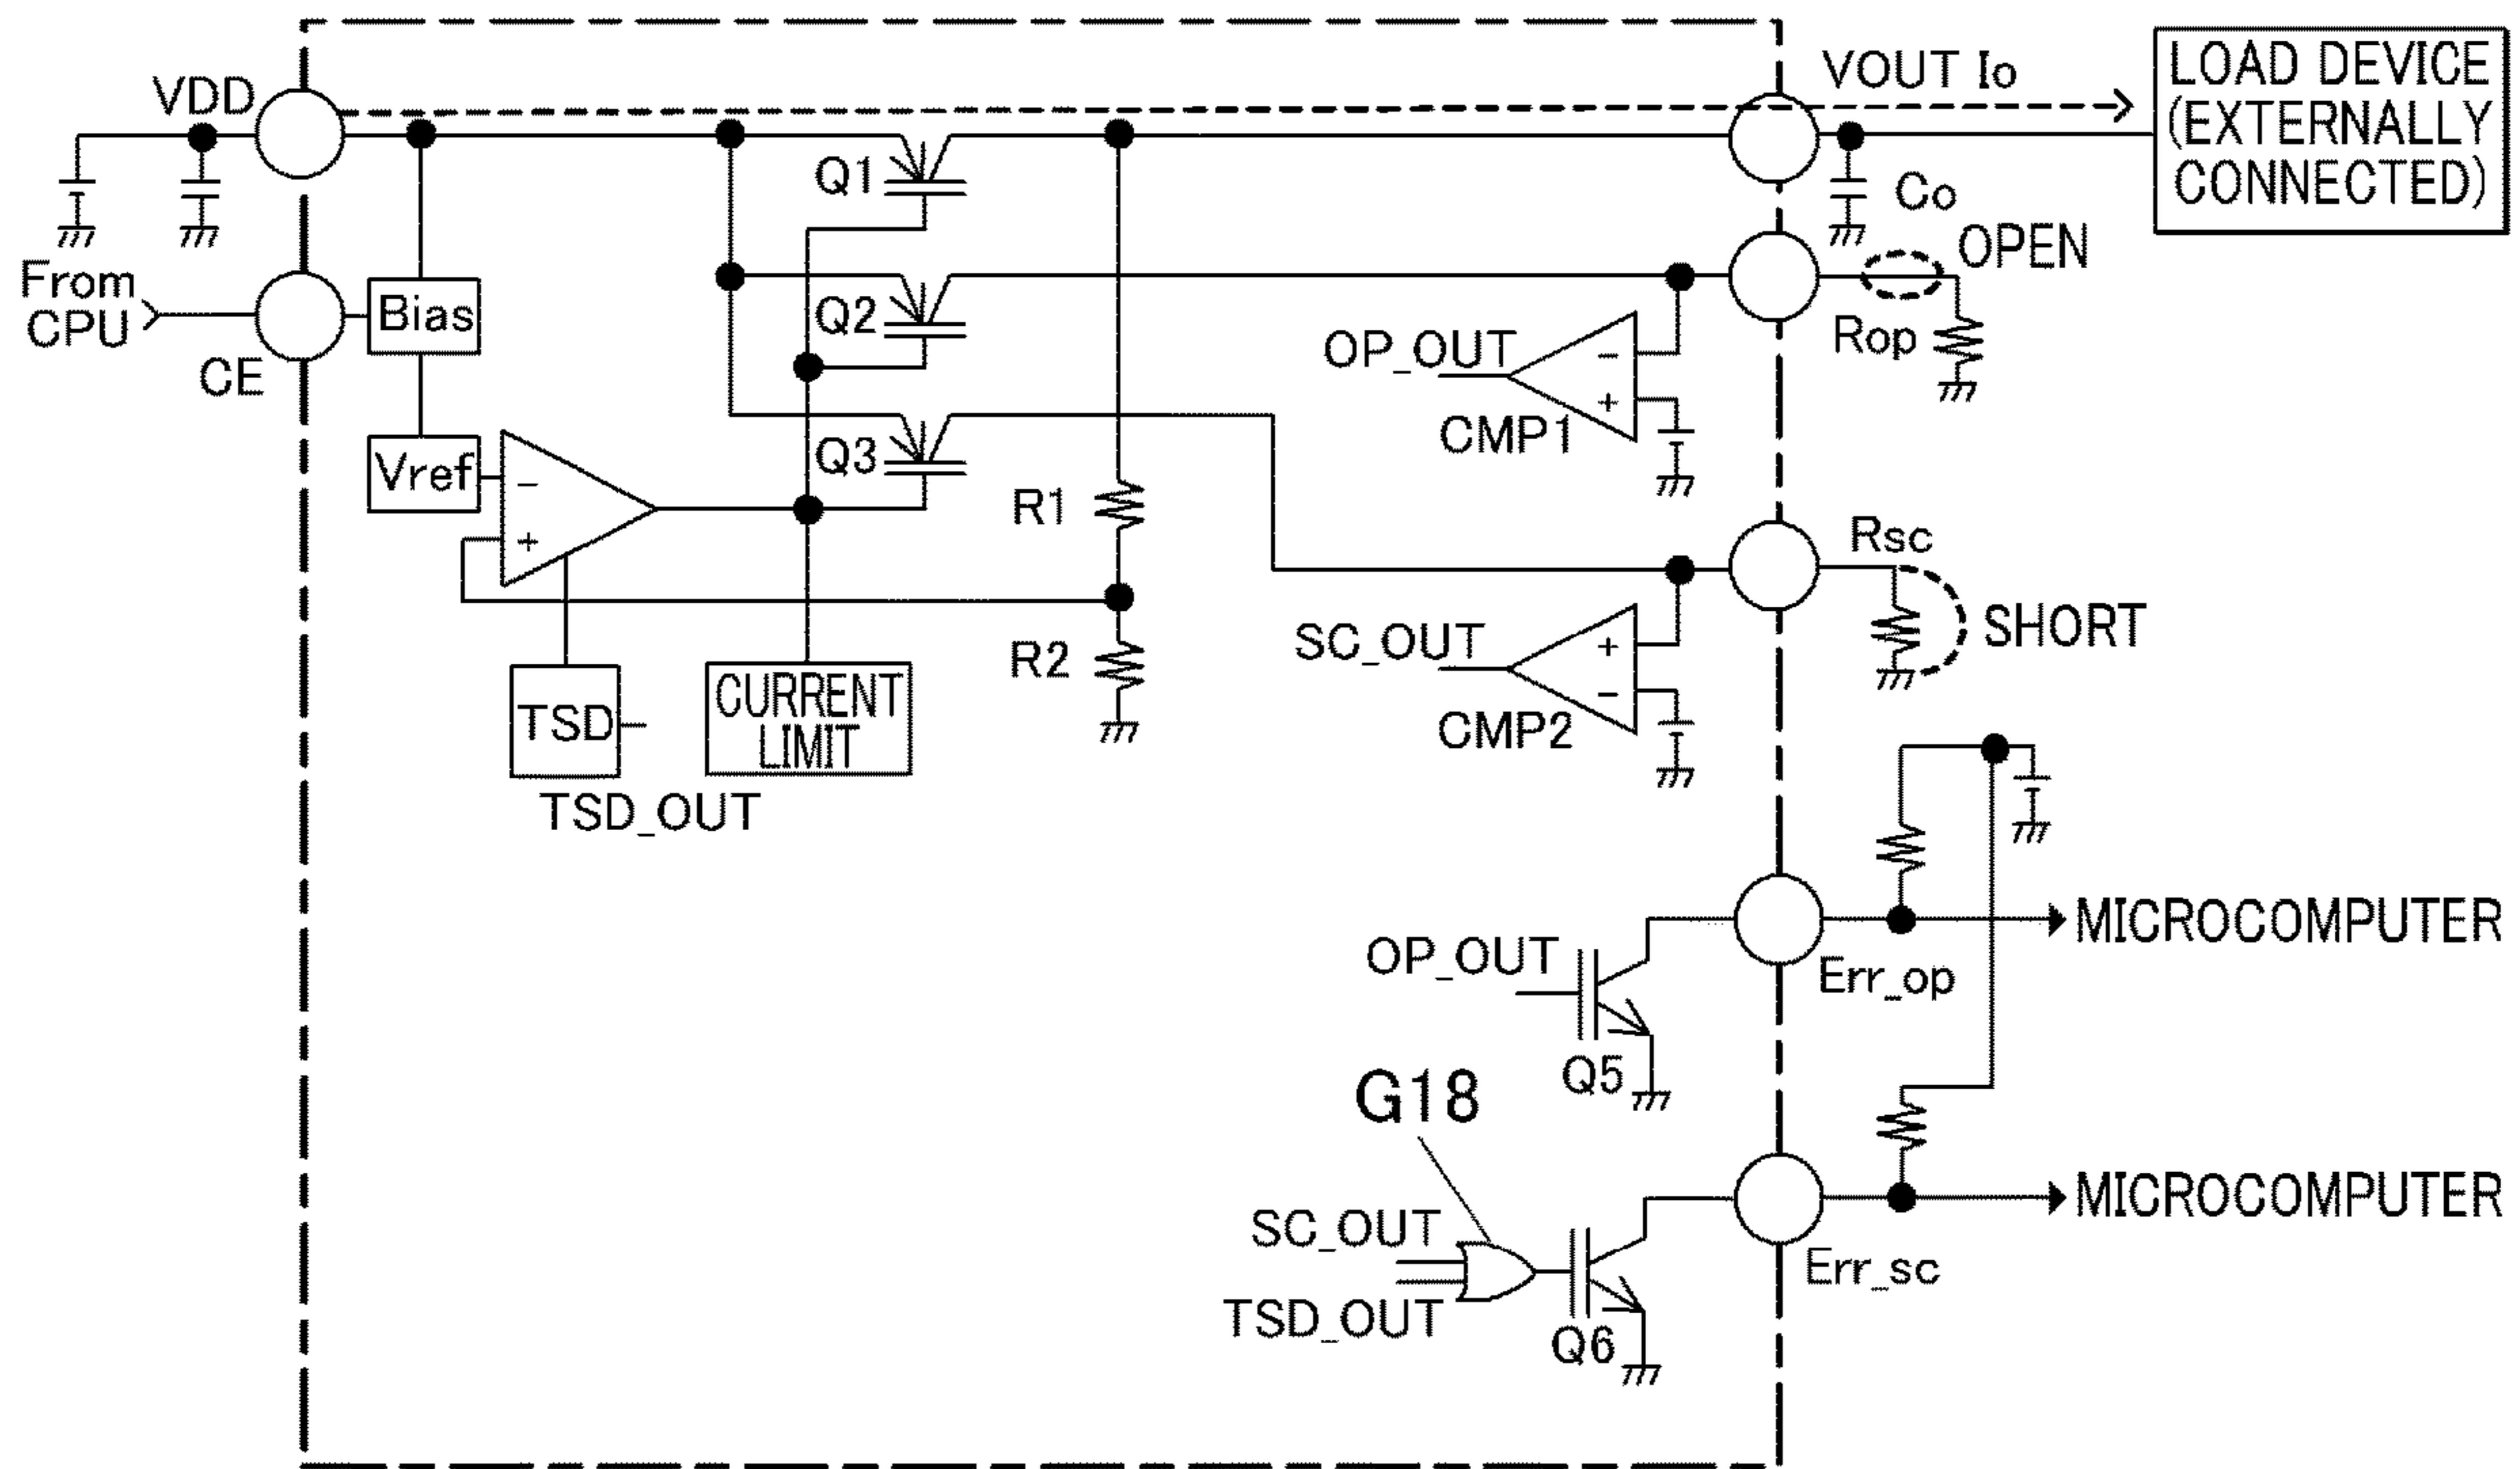 VDD
VOUT Io
LOAD DEVICE
(EXTERNALLY
CONNECTED)
Q1
Co
OPEN
From
CPU
CE
Bias
Q2
OP_OUT
-
+
CMP1
Rop
Vref
-
+
Q3
R1
Rsc
SHORT
R2
SC_OUT
+
-
CMP2
TSD
CURRENT
LIMIT
TSD_OUT
MICROCOMPUTER
OP_OUT
Err_op
Q5
G18
MICROCOMPUTER
SC_OUT
TSD_OUT
Err_sc
Q6